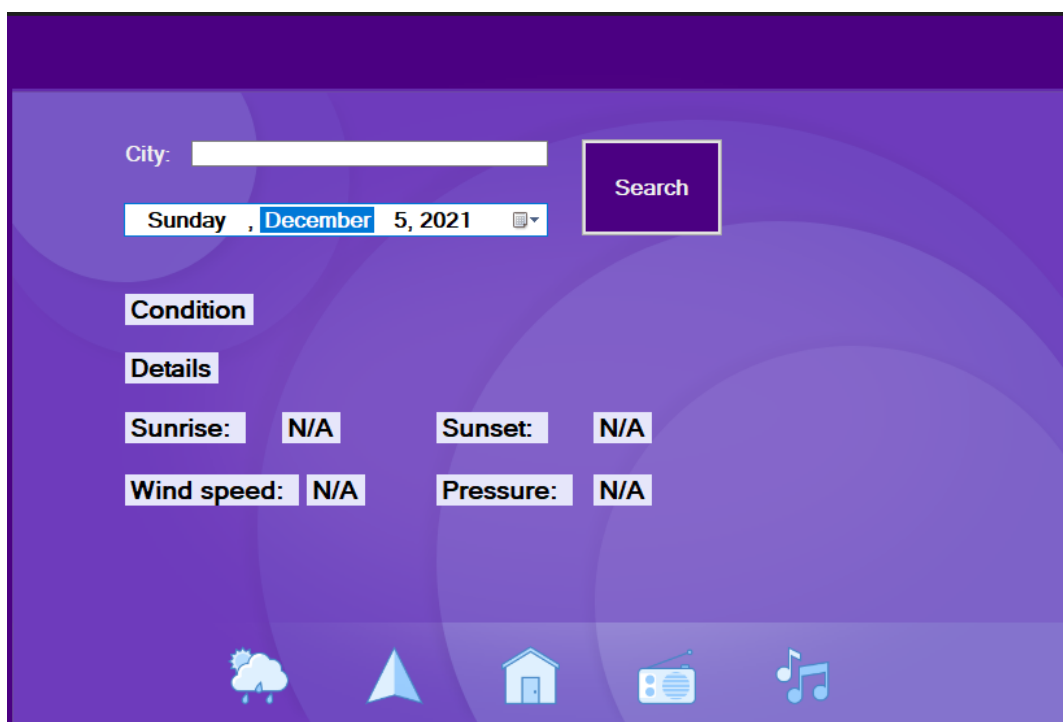 City:
Search
Sunday , December 5, 2021
Condition
Details
Sunrise: N/A Sunset: N/A
Wind speed: N/A Pressure: N/A